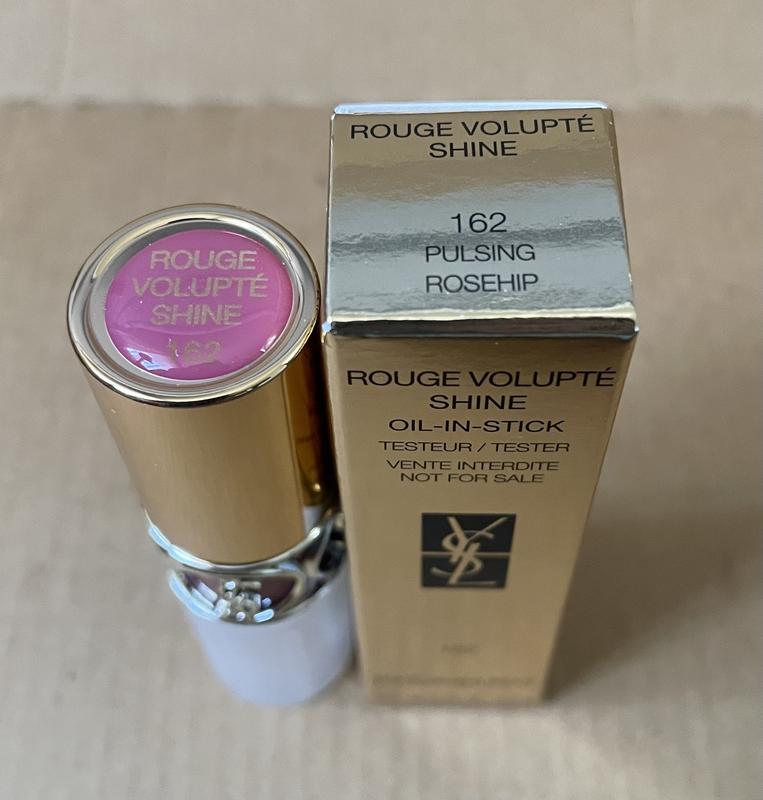 ROUGE
VOLUPTÉ
SHINE
162
ROUGE VOLUPTÉ
SHINE
162
PULSING
ROSEHIP
ROUGE VOLUPTÉ
SHINE
OIL-IN-STICK
TESTEUR / TESTER
VENTE INTERDITE
NOT FOR SALE
YSL